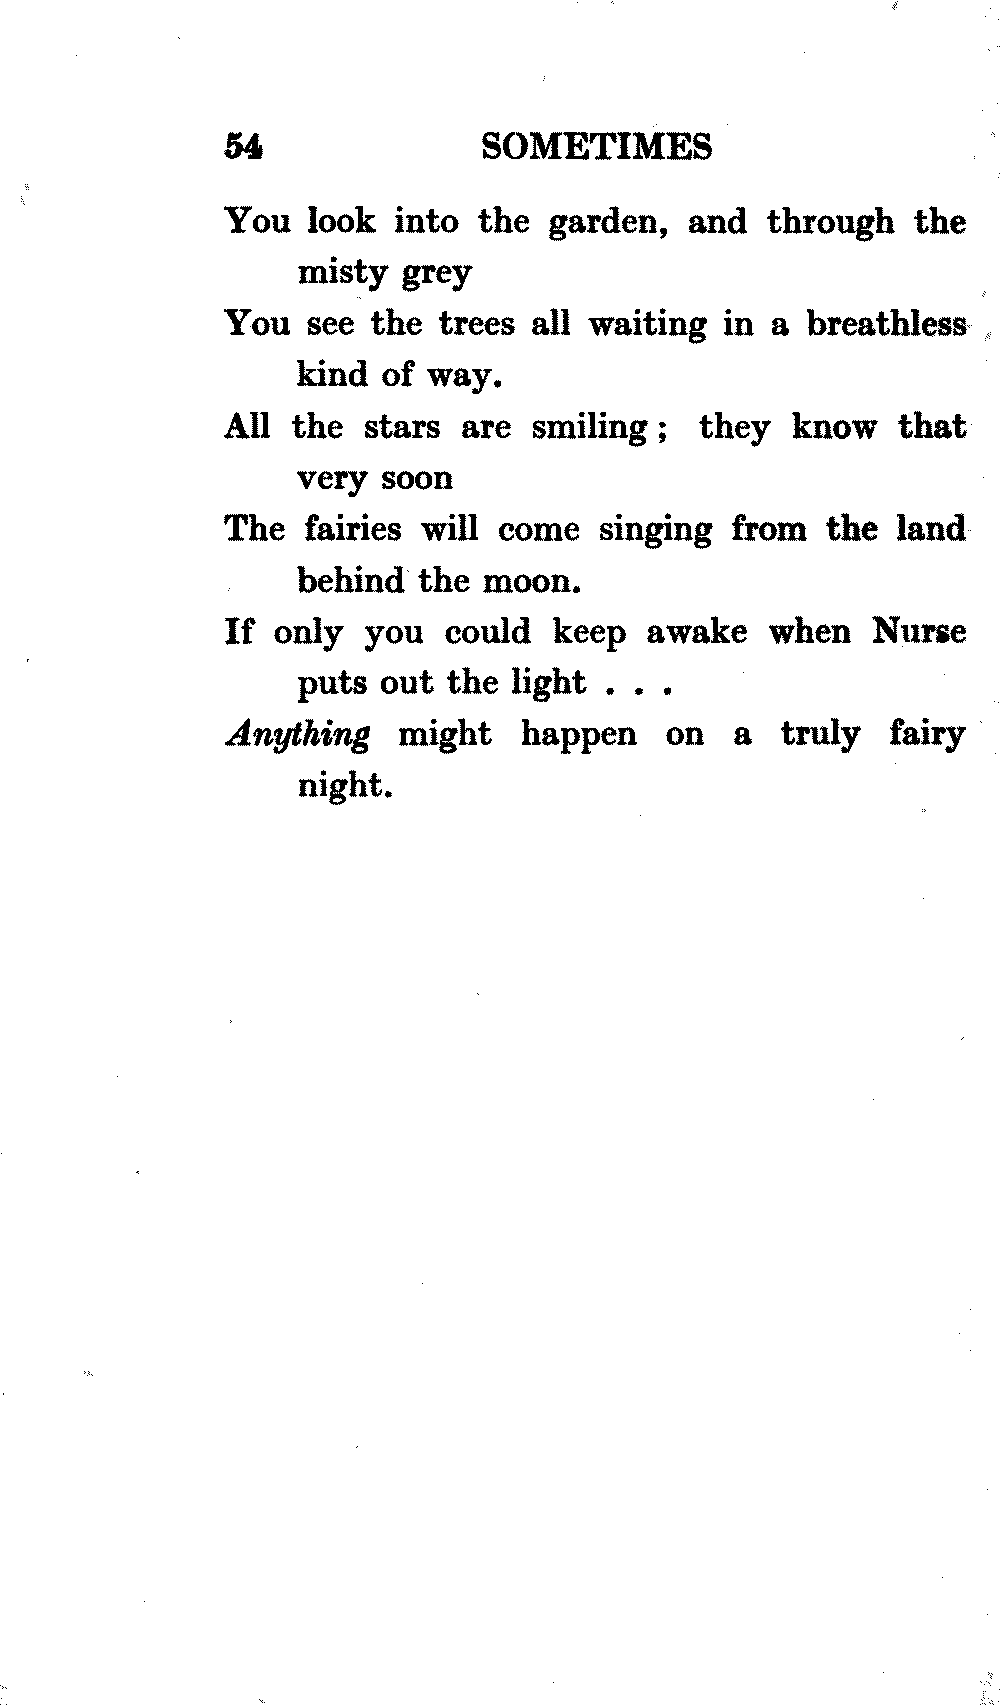 54 SOMETIMES
You look into the garden, and through the
misty grey
You see the trees all waiting in a breathless
kind of way.
All the stars are smiling ; they know that
very soon
The fairies will come singing from the land
behind the moon.
If only you could keep awake when Nurse
puts out the light . . .
Anything might happen on a truly fairy
night.